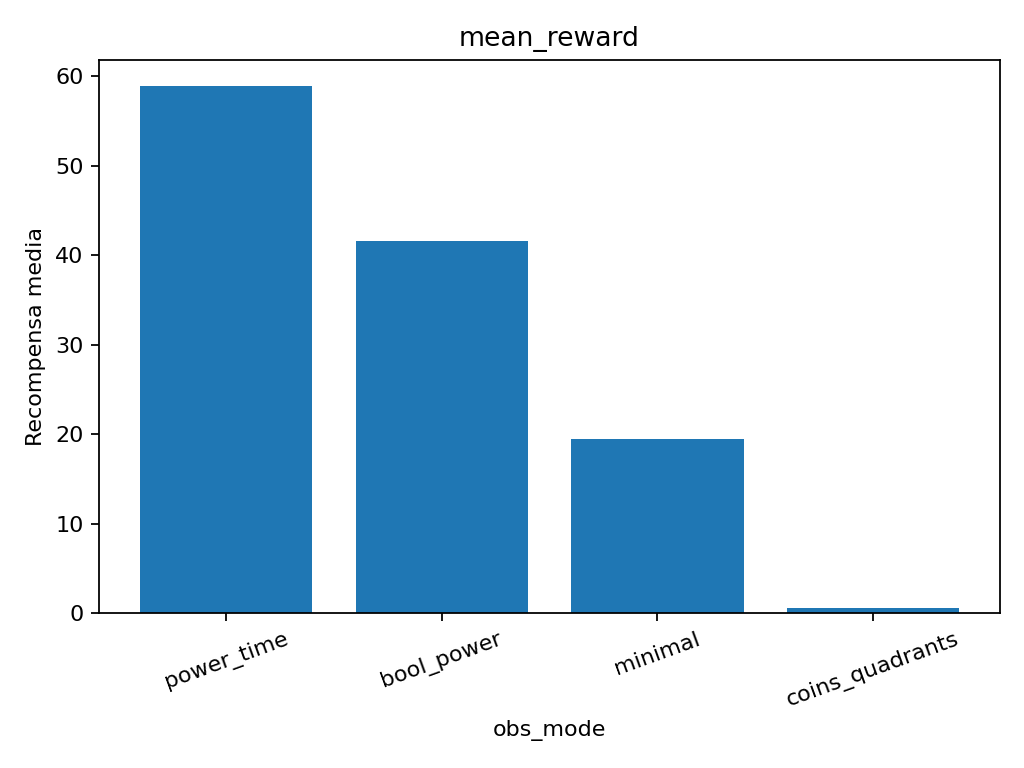 mean_reward
Recompensa media
60
50
40
30
20
10
0
power_time
bool_power
minimal
coins_quadrants
obs_mode